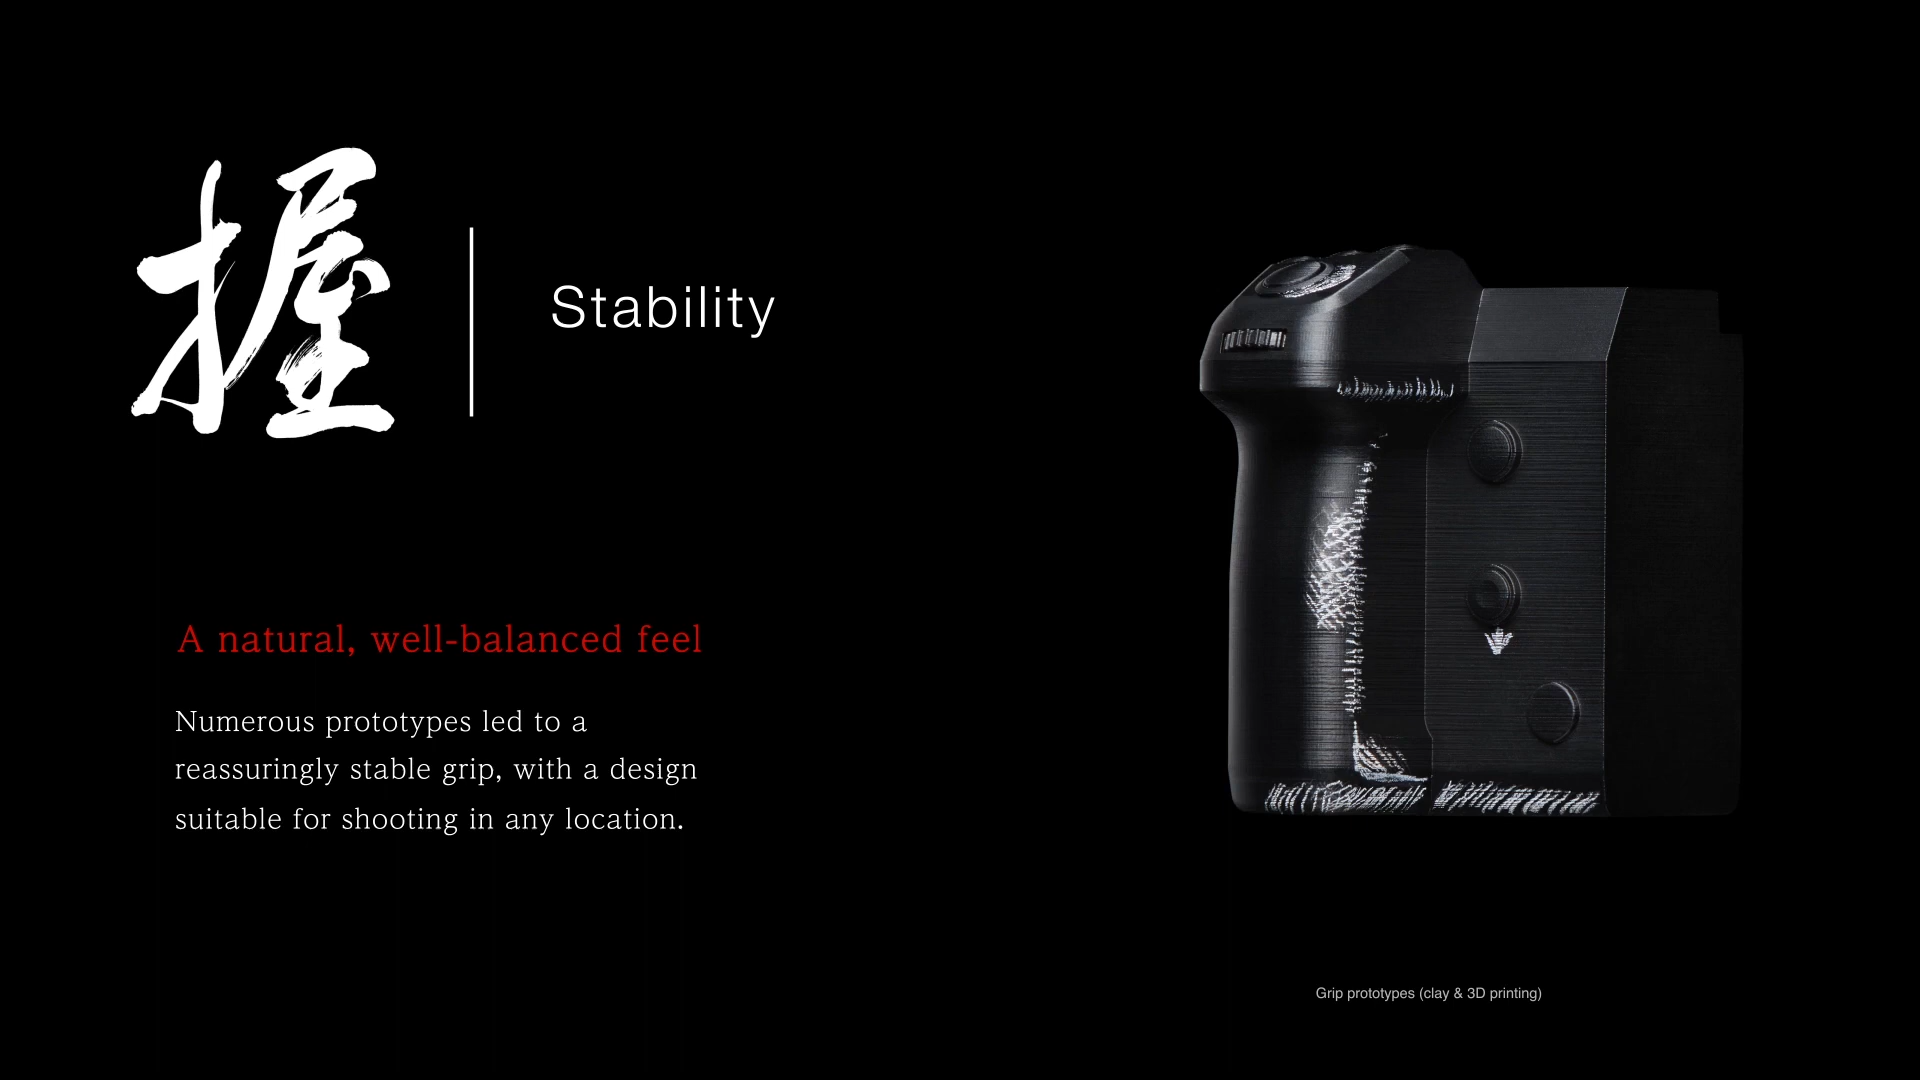 握
Stability
A natural, well-balanced feel
Numerous prototypes led to a
reassuringly stable grip, with a design
suitable for shooting in any location.
Grip prototypes (clay & 3D printing)